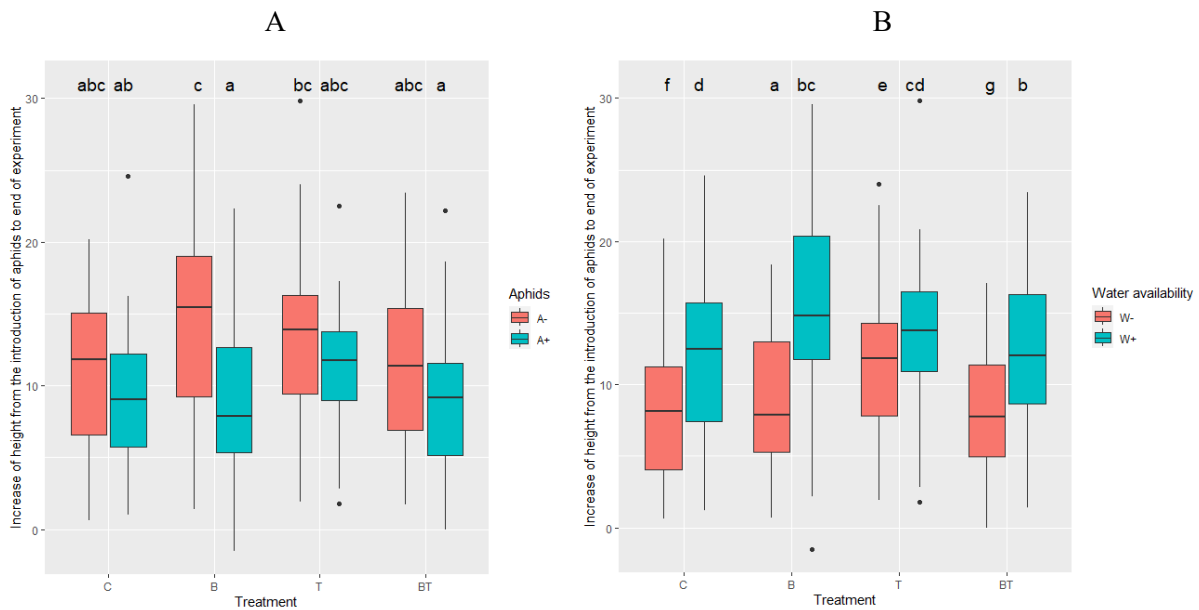 A
B
abc ab c a bc abc abc a
f d a bc e cd g b
Increase of height from the introduction of aphids to end of experiment
30
20
10
0
C B T BT
Treatment
Aphids
A-
A+
Increase of height from the introduction of aphids to end of experiment
30
20
10
0
C B T BT
Treatment
Water availability
W-
W+